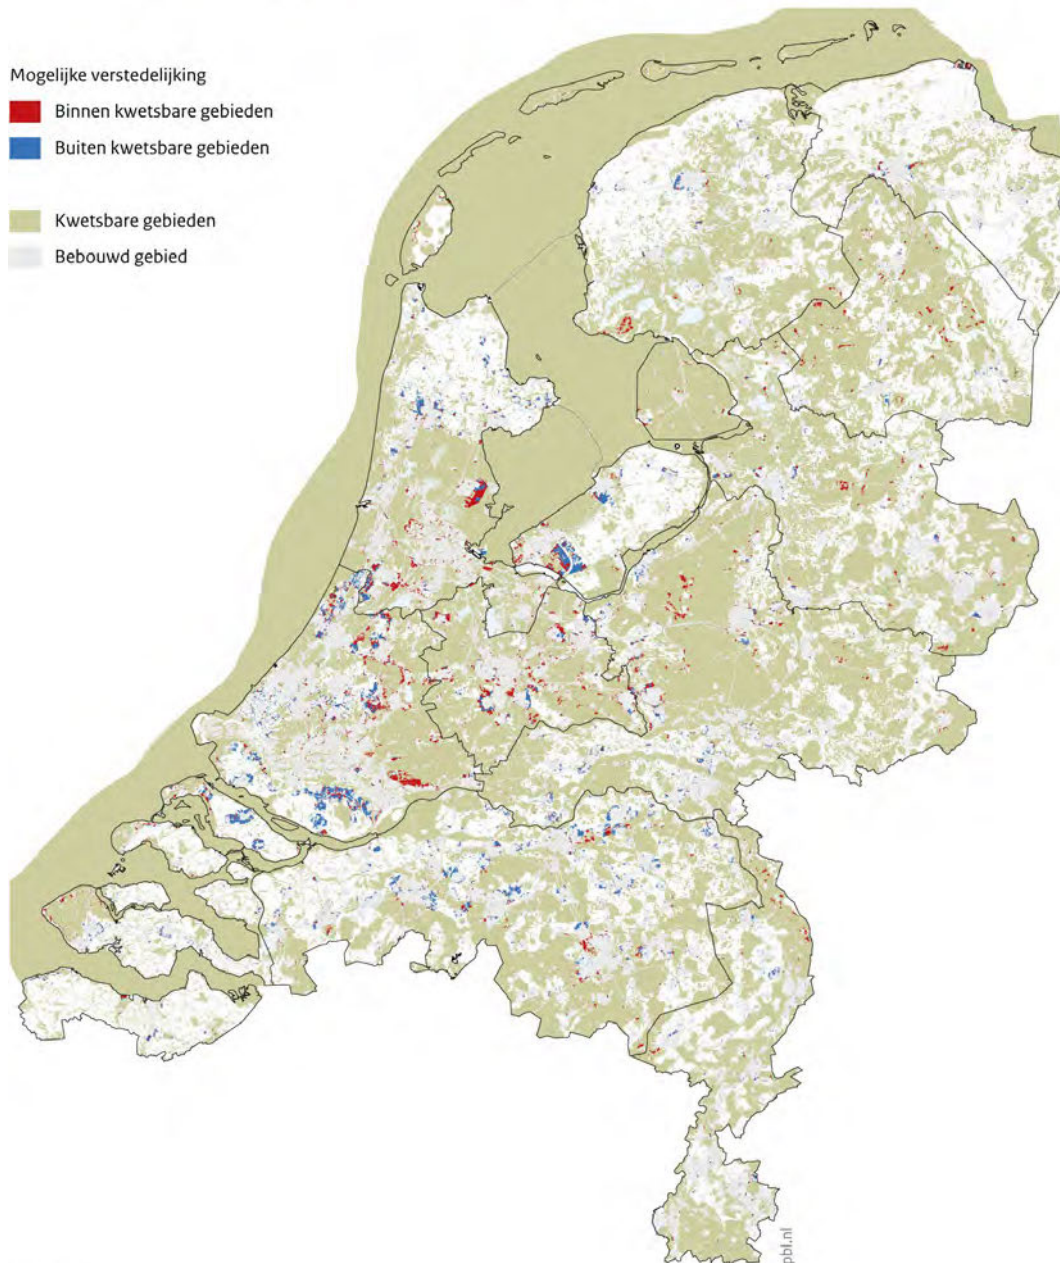 Mogelijke verstedelijking
Binnen kwetsbare gebieden
Buiten kwetsbare gebieden
Kwetsbare gebieden
Bebouwd gebied
pbl.nl